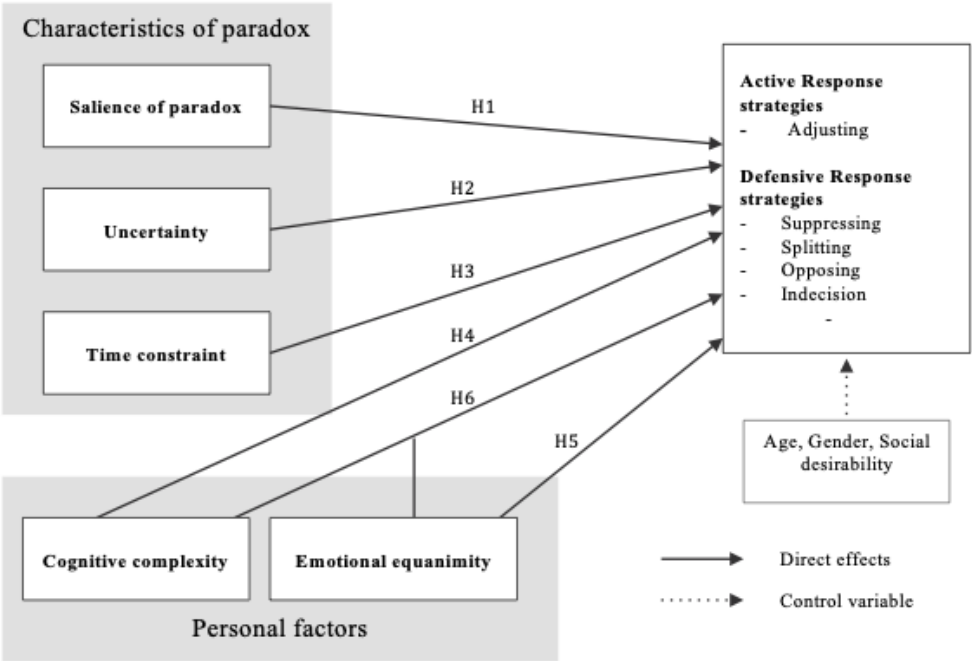 Characteristics of paradox
Salience of paradox
Uncertainty
Time constraint
H1
H2
H3
H4
H6
H5
Active Response
strategies
- Adjusting
Defensive Response
strategies
- Suppressing
- Splitting
- Opposing
- Indecision
-
Age, Gender, Social
desirability
Cognitive complexity
Emotional equanimity
Personal factors
Direct effects
Control variable